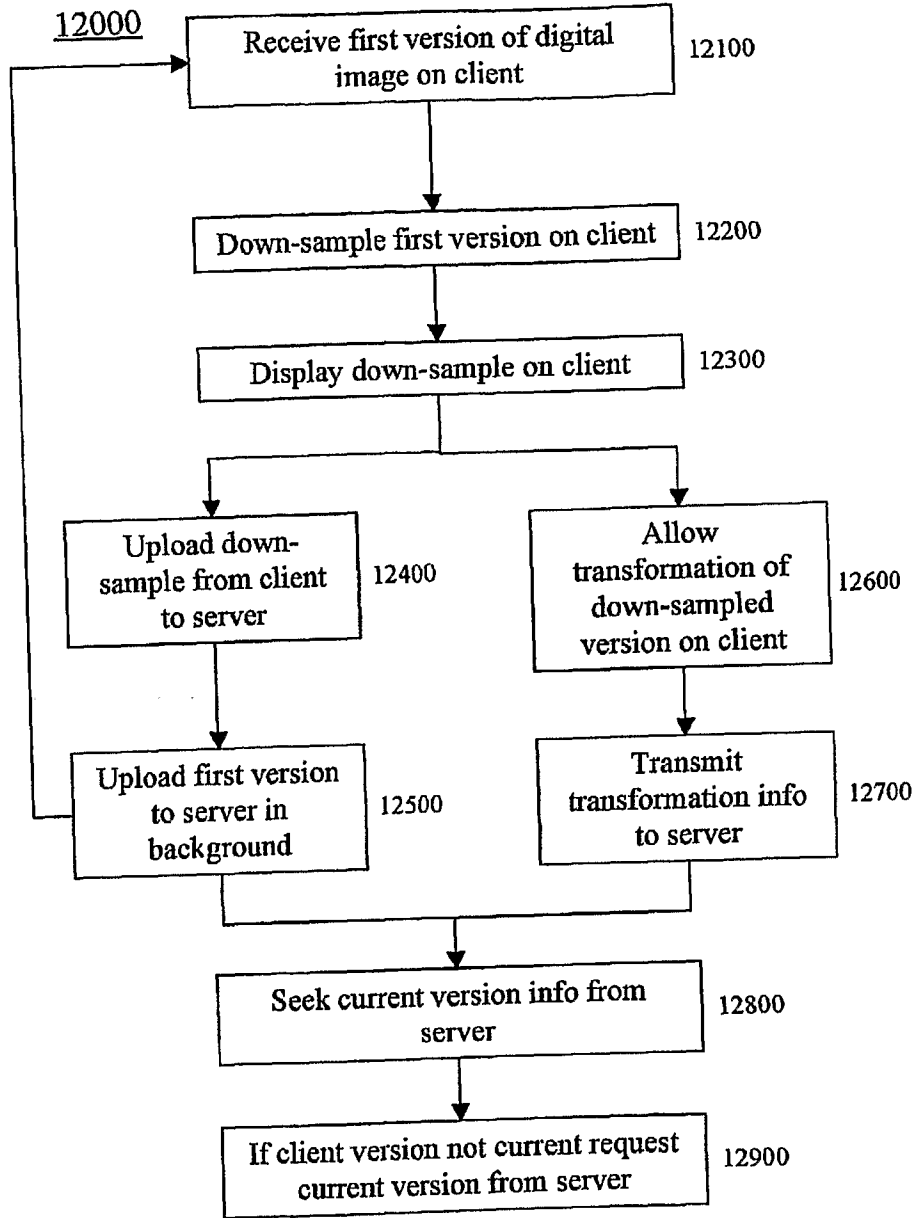 12000
Receive first version of digital
image on client
12100
Down-sample first version on client
12200
Display down-sample on client
12300
Upload down-
sample from client
to server
12400
Allow
transformation of
down-sampled
version on client
12600
Upload first version
to server in
background
12500
Transmit
transformation info
to server
12700
Seek current version info from
server
12800
If client version not current request
current version from server
12900